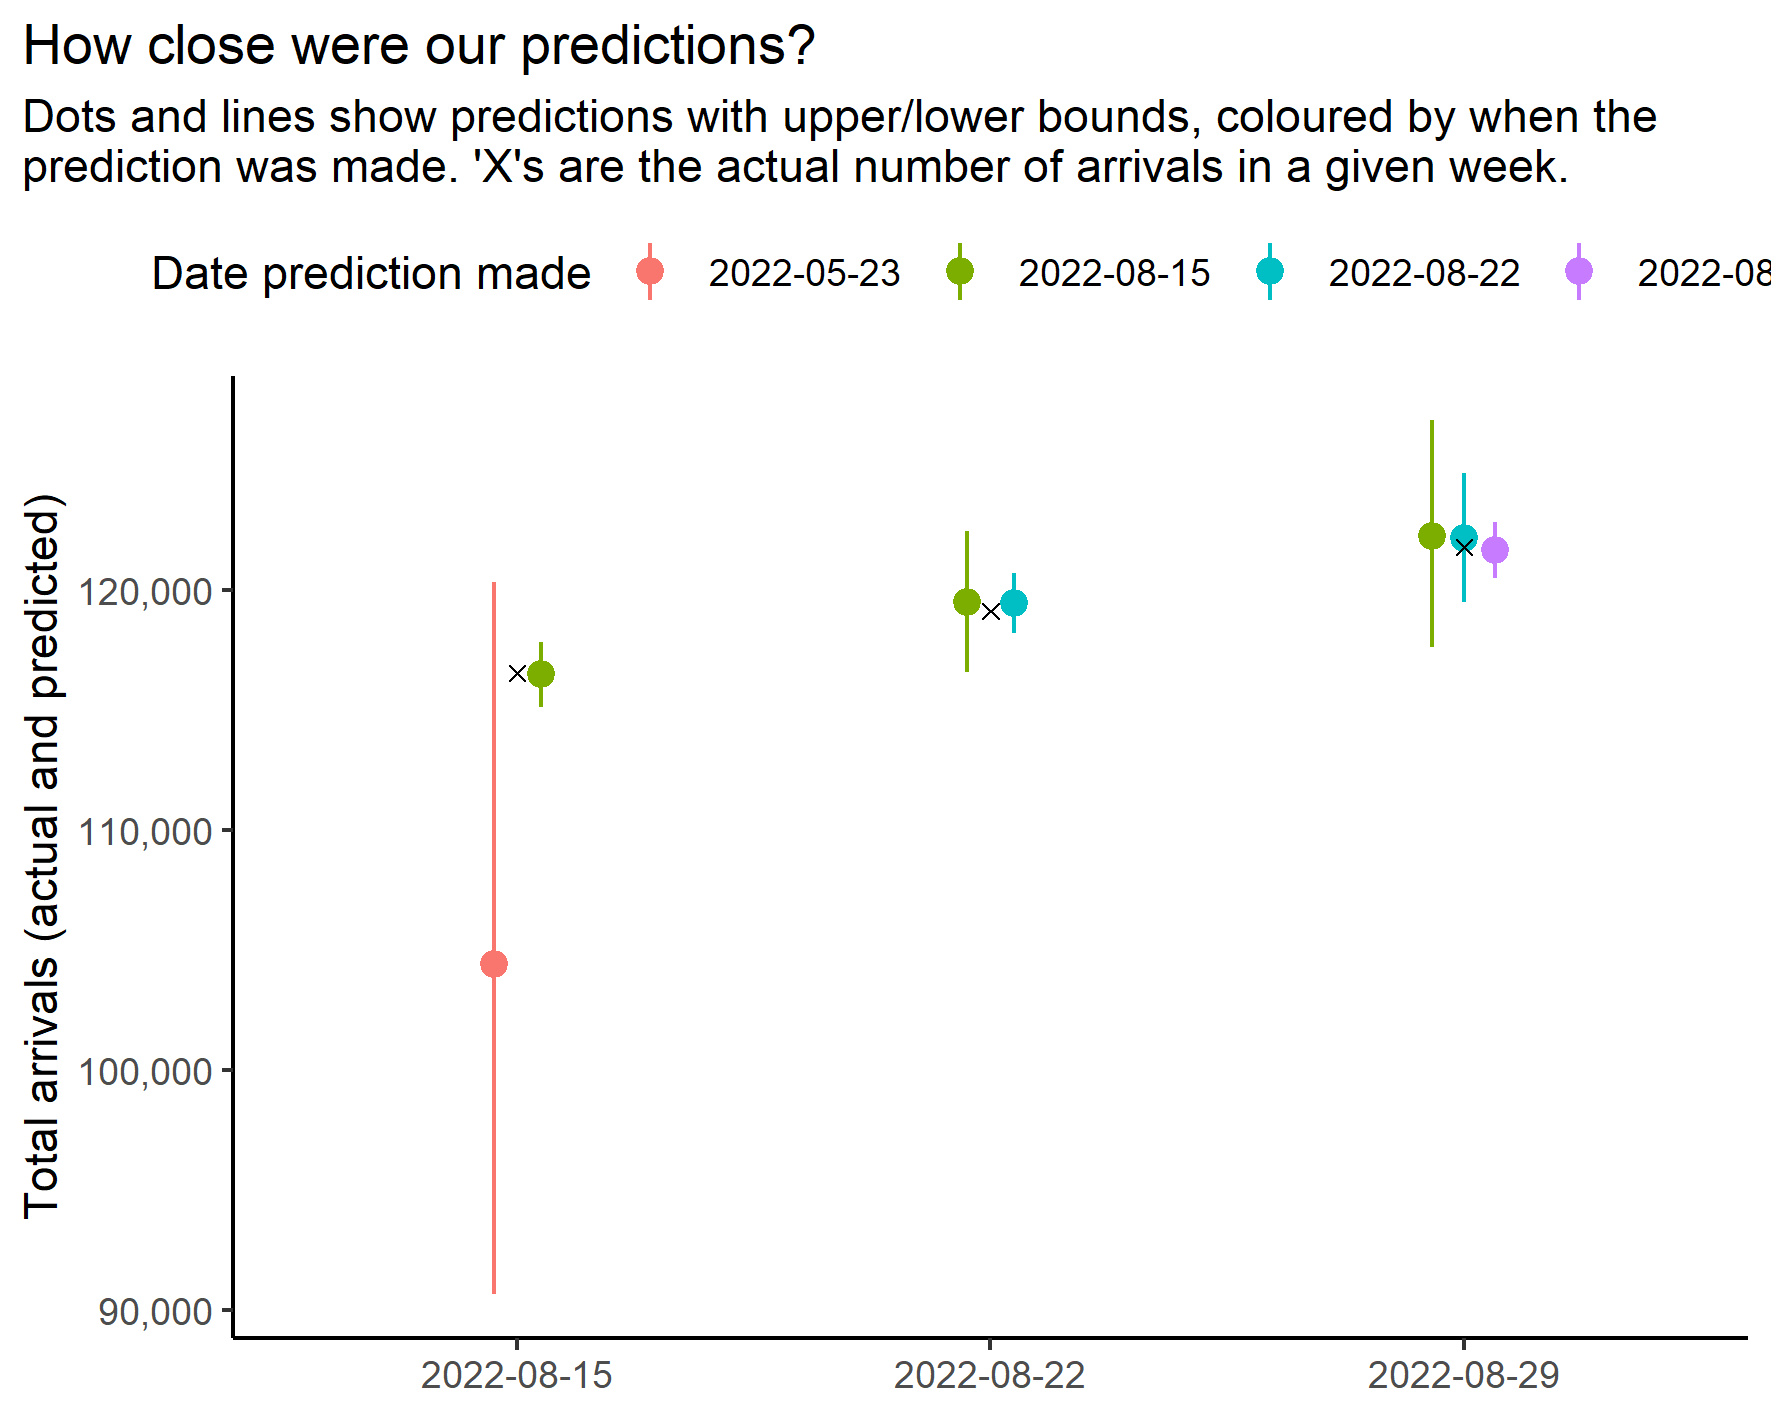 How close were our predictions?
Dots and lines show predictions with upper/lower bounds, coloured by when the
prediction was made. 'X's are the actual number of arrivals in a given week.
Date prediction made 2022-05-23 2022-08-15 2022-08-22 2022-08
Total arrivals (actual and predicted)
120,000
110,000
100,000
90,000
2022-08-15 2022-08-22 2022-08-29